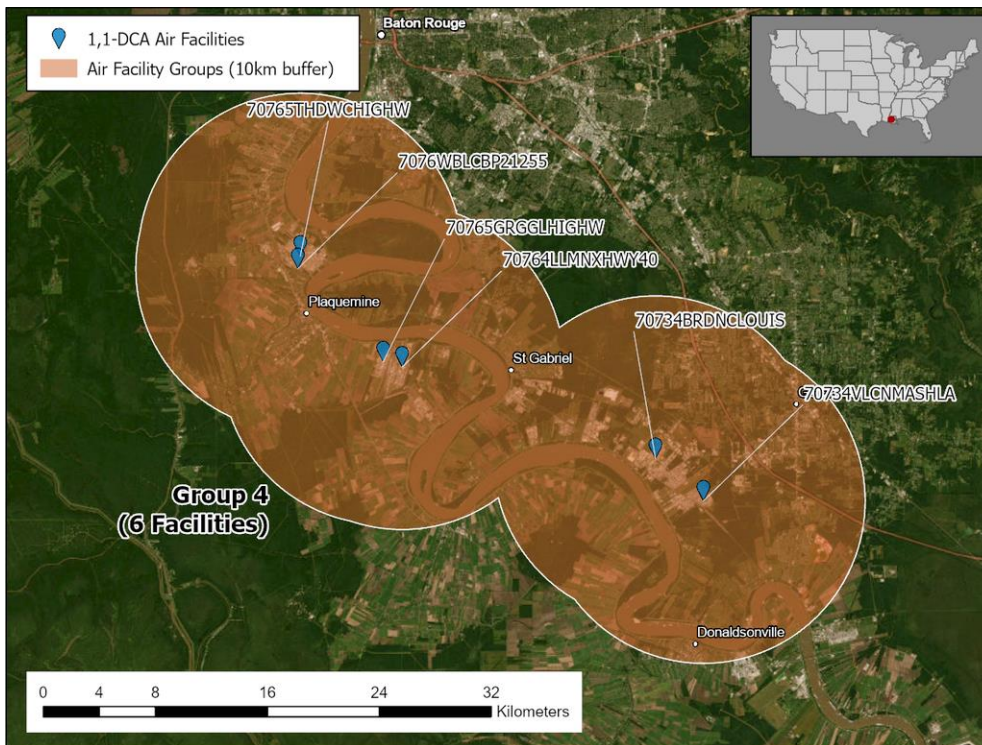 1,1-DCA Air Facilities
Air Facility Groups (10km buffer)
Baton Rouge
70765THDWCHIGHW
7076WBLCBP21255
70765GRGGLHIGHW
70764LLMNXHWY40
Plaquemine
St Gabriel
70734BRDNCLOUIS
70734VLCNMASHLA
Group 4
(6 Facilities)
Donaldsonville
0 4 8 16 24 32
Kilometers